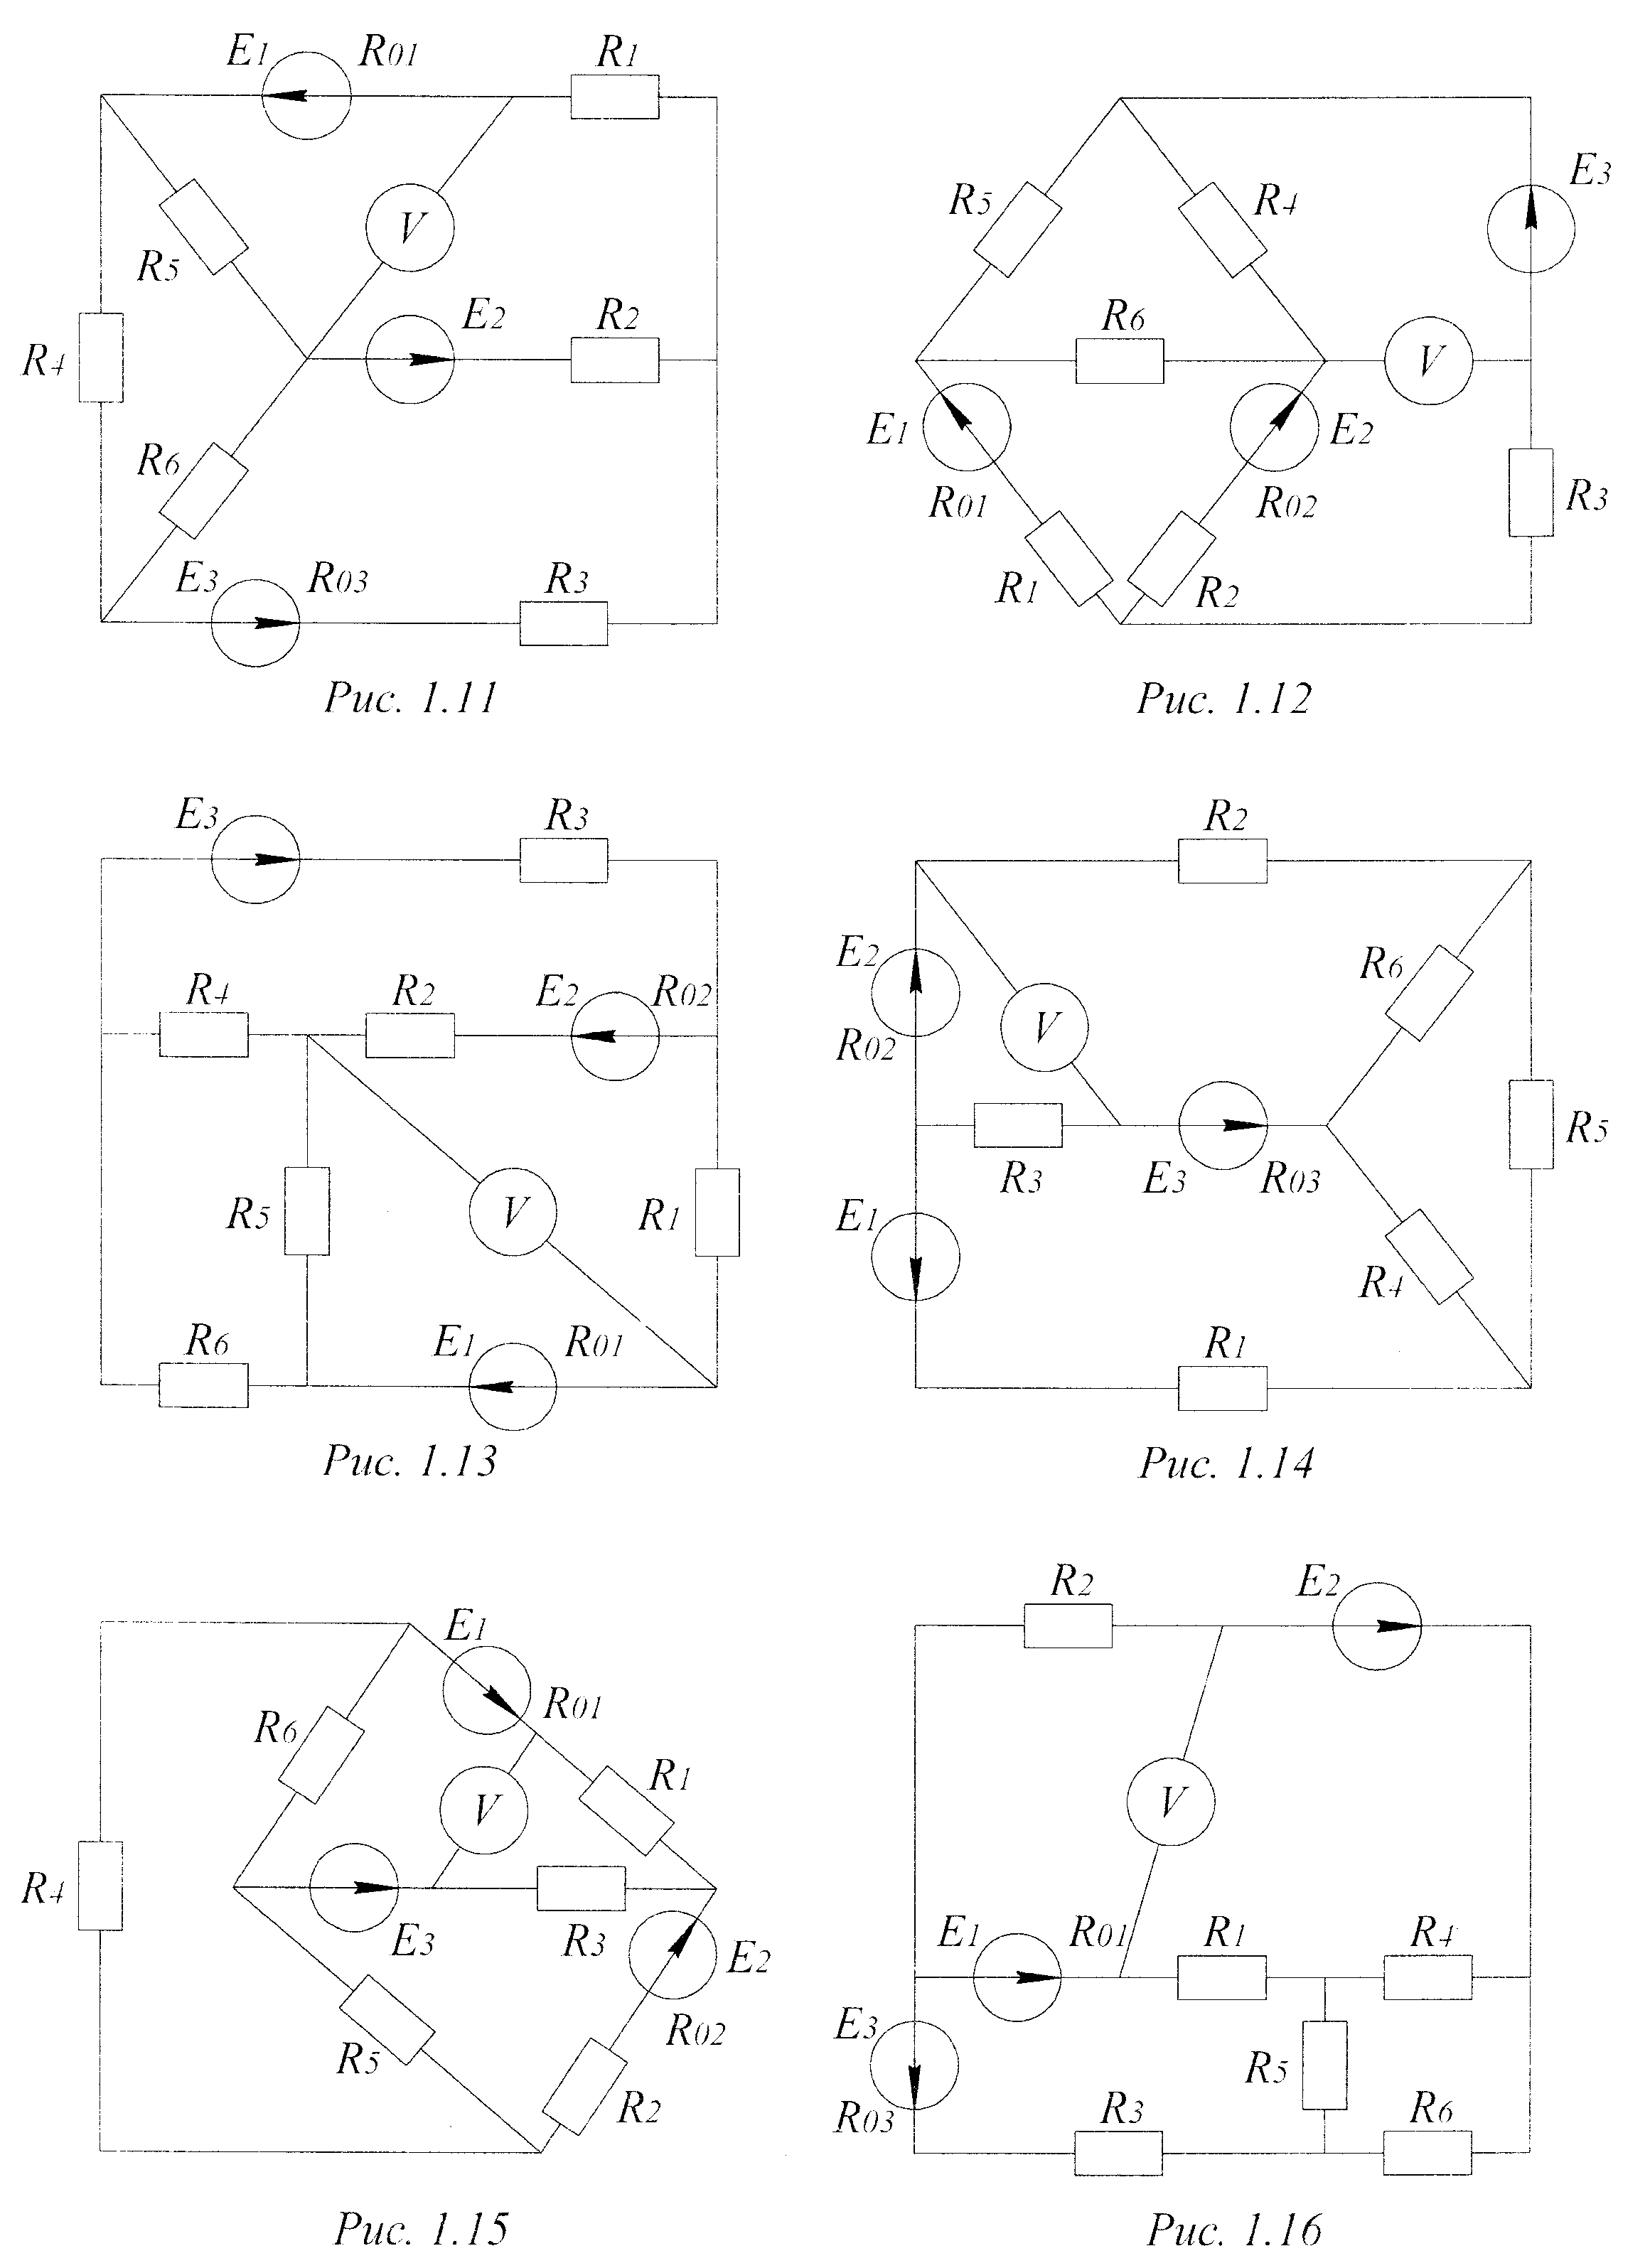 E1 R01 R1
R5 V E2 R2
R4
R6
E3 R03 R3
Рис. 1.11
E3
R5 R4
R6 V
E1 E2
R01 R02 R3
R1 R2
Рис. 1.12
E3 R3
R4 R2 E2 R02
R5 V R1
R6 E1 R01
Рис. 1.13
R2
E2 R6
R02 V
R5
R3 E3 R03
E1 R4
R1
Рис. 1.14
E1
R01
R6 R1
V
R4
E3 R3 E2
R02
R5 R2
Рис. 1.15
R2 E2
V
E1 R01 R1 R4
E3 R5
R03 R3 R6
Рис. 1.16